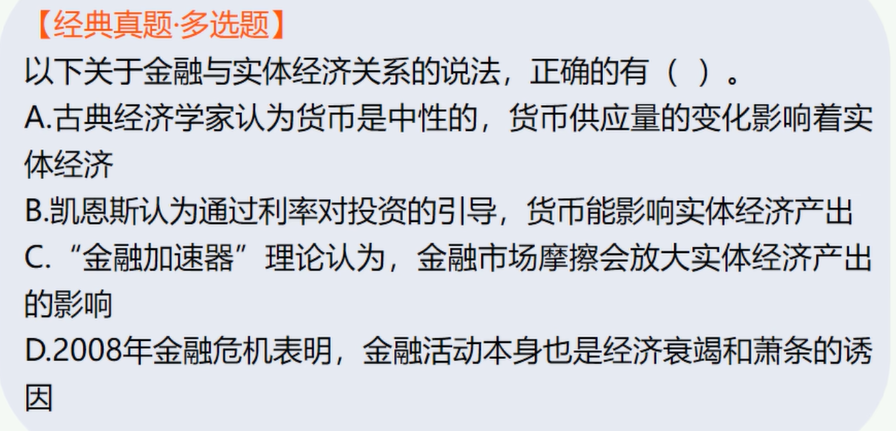 【经典真题·多选题】
以下关于金融与实体经济关系的说法，正确的有（ ）。
A.古典经济学家认为货币是中性的，货币供应量的变化影响着实
体经济
B.凯恩斯认为通过利率对投资的引导，货币能影响实体经济产出
C.“金融加速器”理论认为，金融市场摩擦会放大实体经济产出
的影响
D.2008年金融危机表明，金融活动本身也是经济衰竭和萧条的诱
因